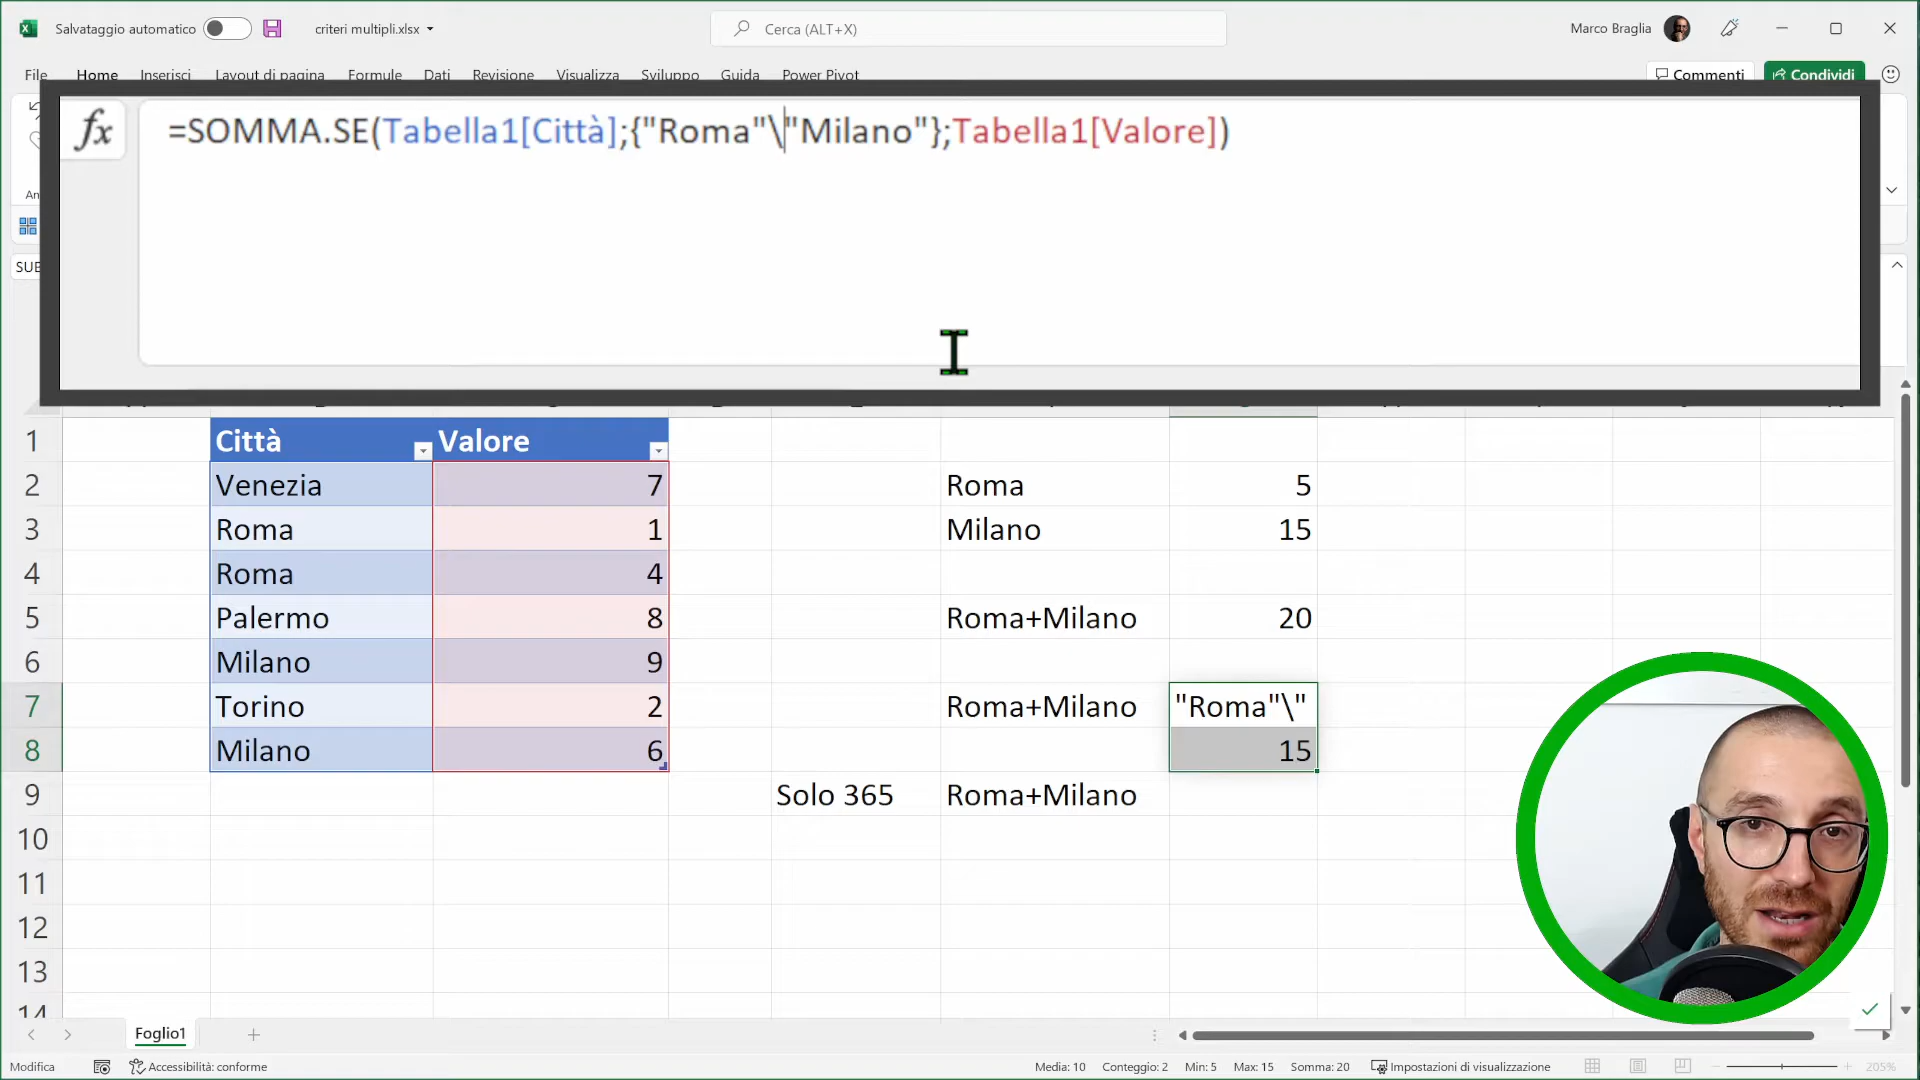 Salvataggio automatico criteri multipli.xlsx Cerca (ALT+X) Marco Braglia
File Home Inserisci Layout di pagina Formule Dati Revisione Visualizza Sviluppo Guida Power Pivot Commenti Condividi
fx =SOMMA.SE(Tabella1[Città];{"Roma"\"Milano"};Tabella1[Valore])
An
SUB
1 Città Valore
2 Venezia 7 Roma 5
3 Roma 1 Milano 15
4 Roma 4
5 Palermo 8 Roma+Milano 20
6 Milano 9
7 Torino 2 Roma+Milano "Roma"\"
8 Milano 6 15
9 Solo 365 Roma+Milano
10
11
12
13
14
Foglio1
Modifica Accessibilità: conforme Media: 10 Conteggio: 2 Min: 5 Max: 15 Somma: 20 Impostazioni di visualizzazione 205%